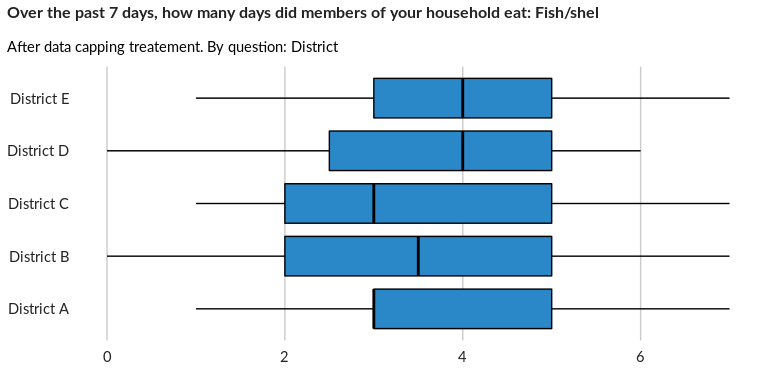 Over the past 7 days, how many days did members of your household eat: Fish/shel
After data capping treatement. By question: District
District E
District D
District C
District B
District A
0 2 4 6